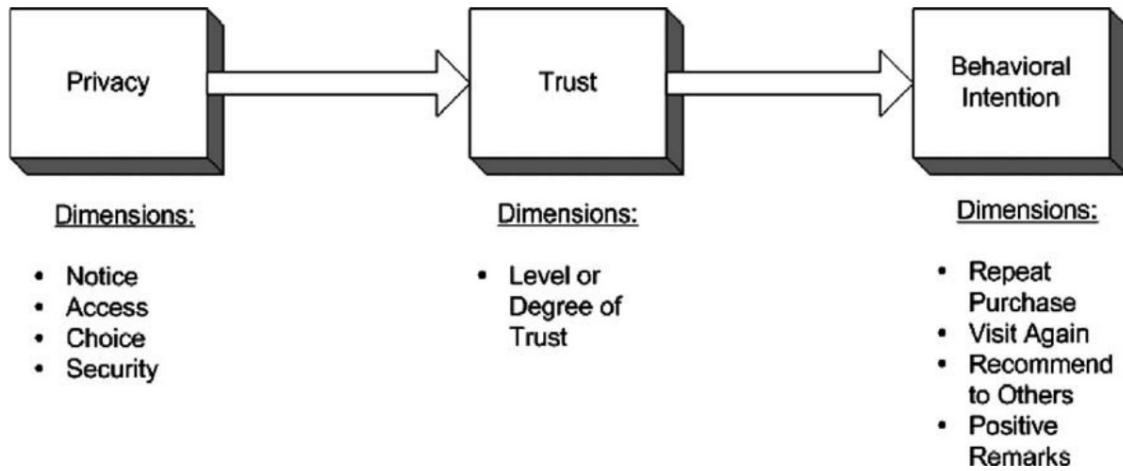 Privacy
Trust
Behavioral
Intention
Dimensions:
• Notice
• Access
• Choice
• Security
Dimensions:
• Level or
Degree of
Trust
Dimensions:
• Repeat
Purchase
• Visit Again
• Recommend
to Others
• Positive
Remarks